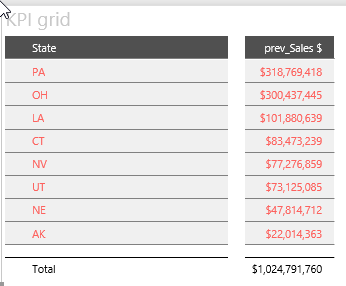 KPI grid
State prev_Sales $
PA $318,769,418
OH $300,437,445
LA $101,880,639
CT $83,473,239
NV $77,276,859
UT $73,125,085
NE $47,814,712
AK $22,014,363
Total $1,024,791,760